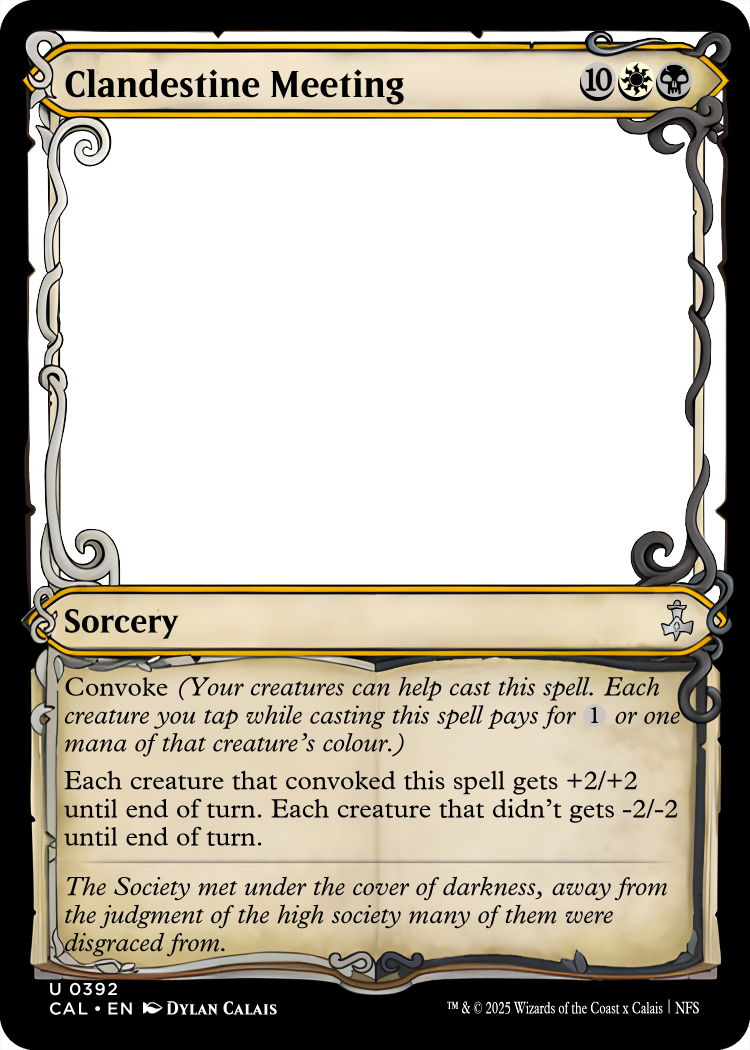 Clandestine Meeting 10
Sorcery
Convoke (Your creatures can help cast this spell. Each
creature you tap while casting this spell pays for 1 or one
mana of that creature's colour.)
Each creature that convoked this spell gets +2/+2
until end of turn. Each creature that didn't gets -2/-2
until end of turn.
The Society met under the cover of darkness, away from
the judgment of the high society many of them were
disgraced from.
U 0392
CAL • EN DYLAN CALAIS
™ & © 2025 Wizards of the Coast x Calais | NFS